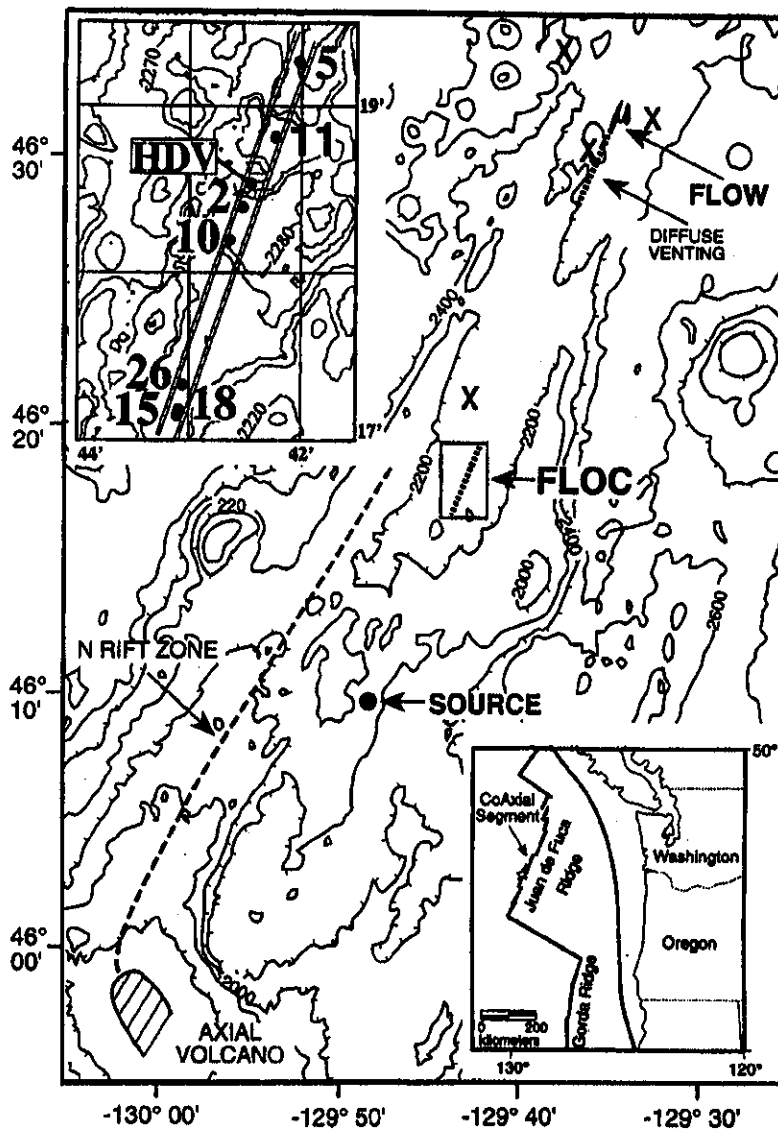 2270
5
19'
11
HDV
2
10
2280
26
15
18
2220
17'
44'
42'
46°
30'
X
X
X
FLOW
DIFFUSE
VENTING
2400
46°
20'
X
2200
2200
FLOC
2400
220
2000
2600
N RIFT ZONE
46°
10'
SOURCE
50°
CoAxial
Segment
Juan de Fuca
Ridge
Washington
Oregon
Gorda Ridge
0 200
kilometers
130°
120°
46°
00'
2000
AXIAL
VOLCANO
-130° 00'
-129° 50'
-129° 40'
-129° 30'